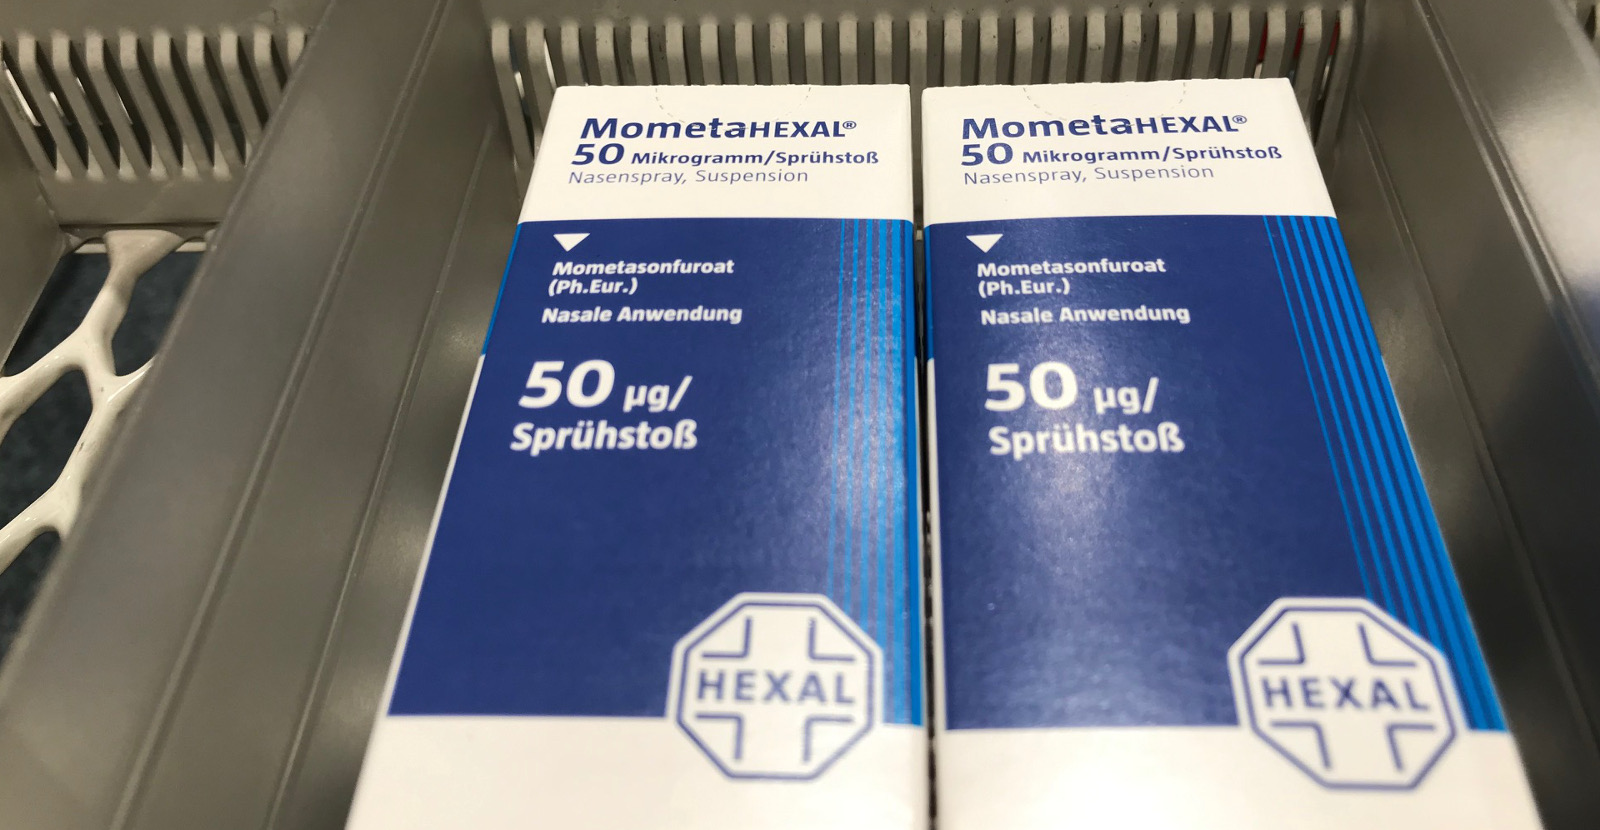 MometaHEXAL®
50 Mikrogramm/Sprühstoß
Nasenspray, Suspension
Mometasonfuroat
(Ph.Eur.)
Nasale Anwendung
50 µg/
Sprühstoß
HEXAL
MometaHEXAL®
50 Mikrogramm/Sprühstoß
Nasenspray, Suspension
Mometasonfuroat
(Ph.Eur.)
Nasale Anwendung
50 µg/
Sprühstoß
HEXAL